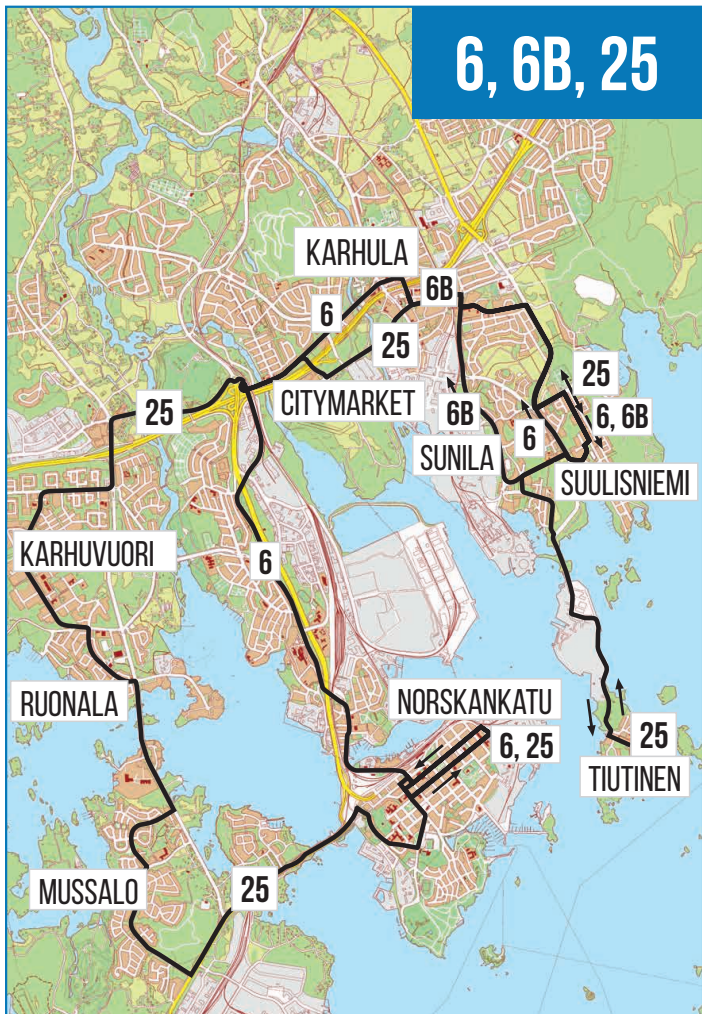 6, 6B, 25
KARHULA
6B
6
25
25
CITYMARKET
25
6, 6B
6B
6
SUNILA
SUULISNIEMI
KARHUVUORI
6
RUONALA
NORSKANKATU
6, 25
25
TIUTINEN
MUSSALO
25